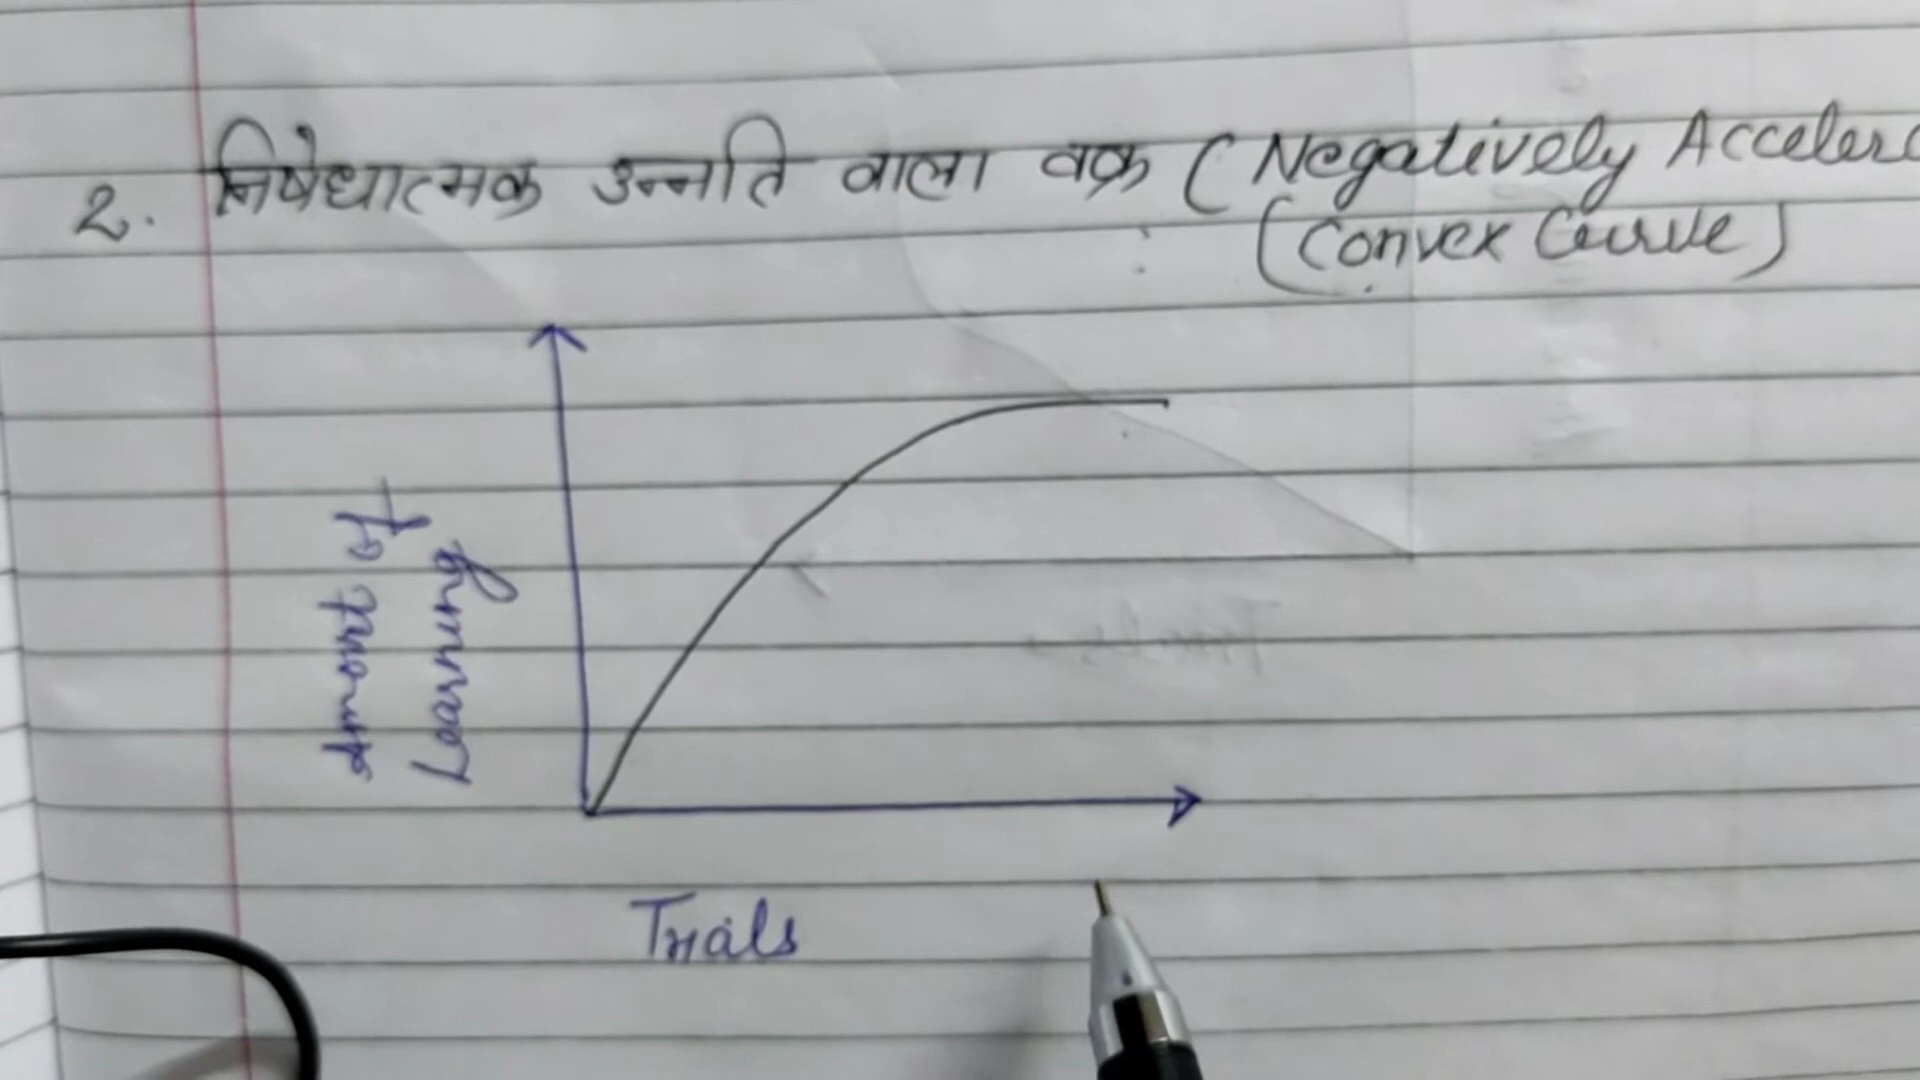 2. निषेधात्मक उन्नति वाला वक्र ( Negatively Acceler
(Convex Curve)
Amount of
Learning
Trials